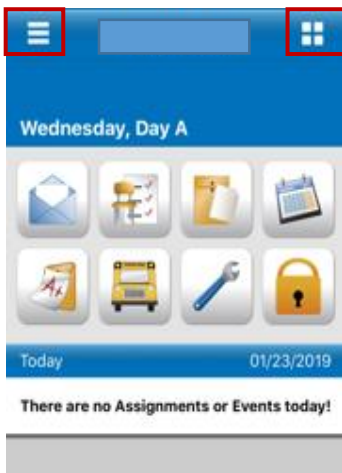 Wednesday, Day A
A+
Today 01/23/2019
There are no Assignments or Events today!